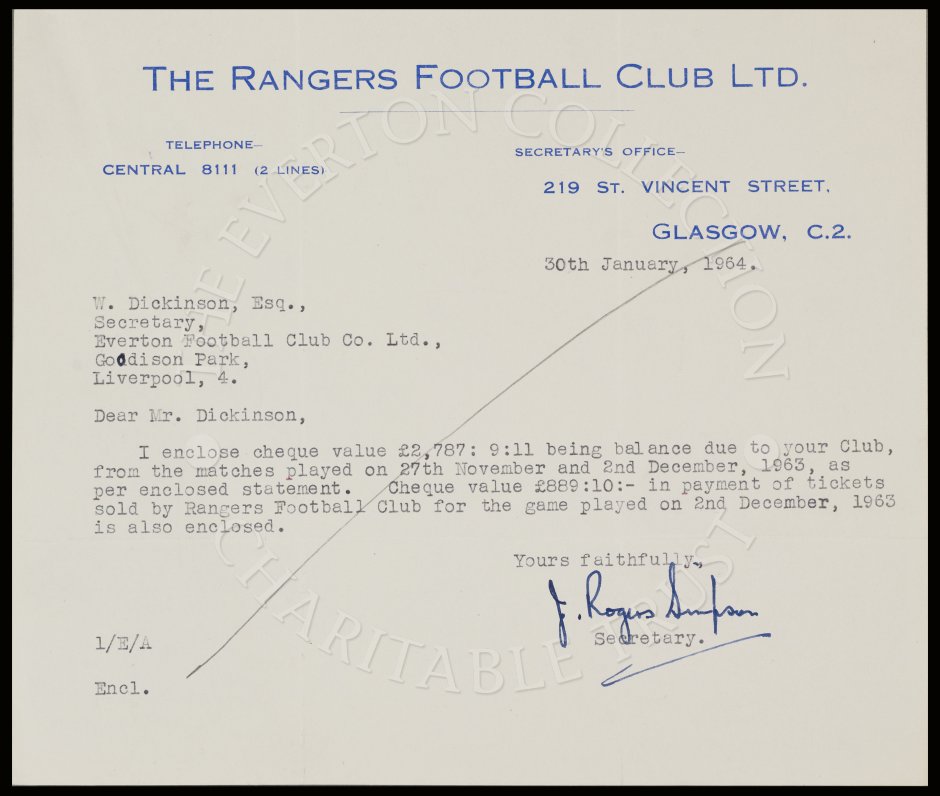 THE RANGERS FOOTBALL CLUB LTD.
TELEPHONE—
CENTRAL 8111 (2 LINES)
SECRETARY'S OFFICE—
219 ST. VINCENT STREET,
GLASGOW, C.2.
30th January, 1964.
W. Dickinson, Esq.,
Secretary,
Everton Football Club Co. Ltd.,
Goodison Park,
Liverpool, 4.
Dear Mr. Dickinson,
I enclose cheque value £2,787: 9:11 being balance due to your Club,
from the matches played on 27th November and 2nd December, 1963, as
per enclosed statement. Cheque value £889:10:- in payment of tickets
sold by Rangers Football Club for the game played on 2nd December, 1963
is also enclosed.
Yours faithfully,
J. Rogers Simpson
Secretary.
1/E/A
Encl.
THE EVERTON COLLECTION
CHARITABLE TRUST